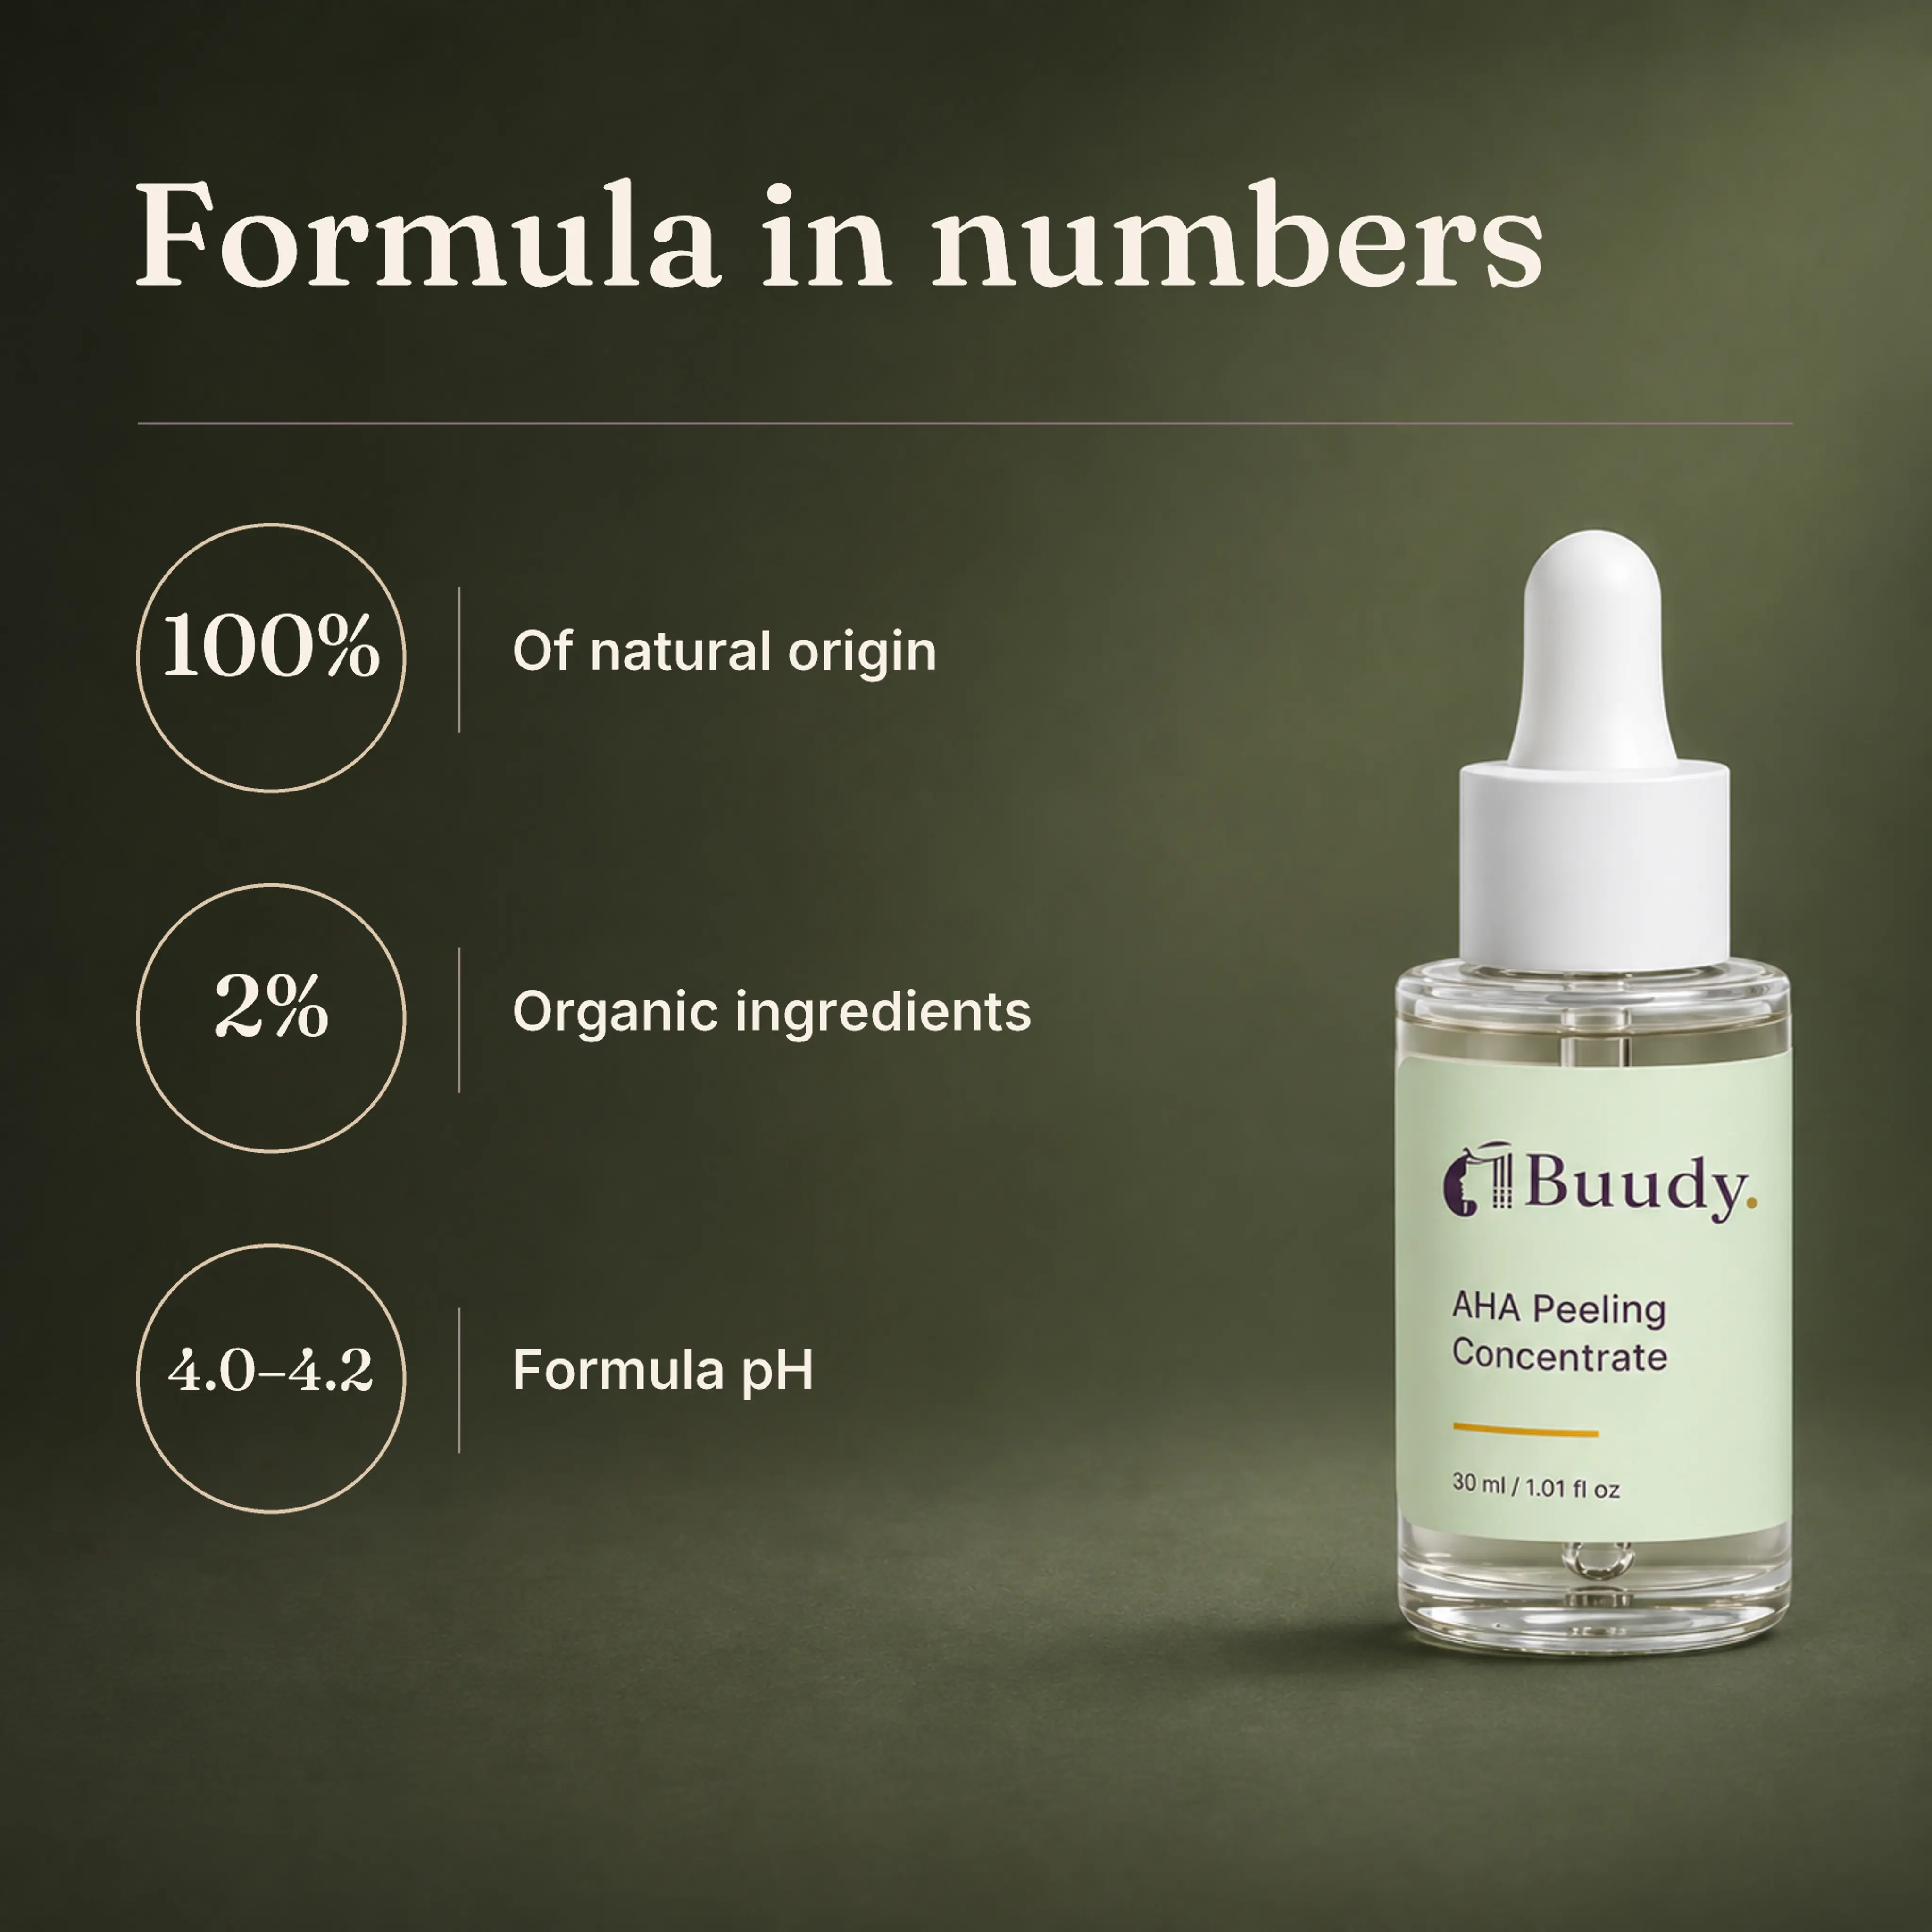 Formula in numbers
100%
Of natural origin
2%
Organic ingredients
4.0–4.2
Formula pH
Buudy.
AHA Peeling
Concentrate
30 ml / 1.01 fl oz